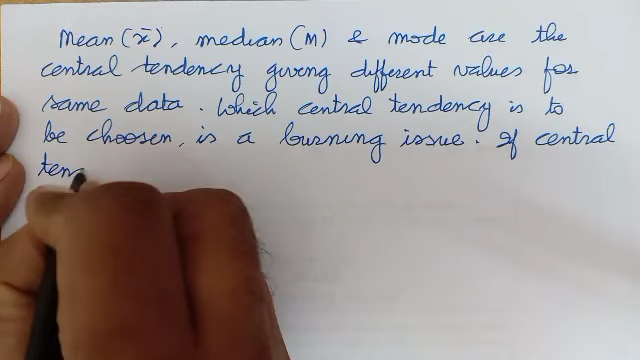 Mean (x̄), median (M) & mode are the
central tendency giving different values for
same data. Which central tendency is to
be choosen, is a burning issue. If central
ten